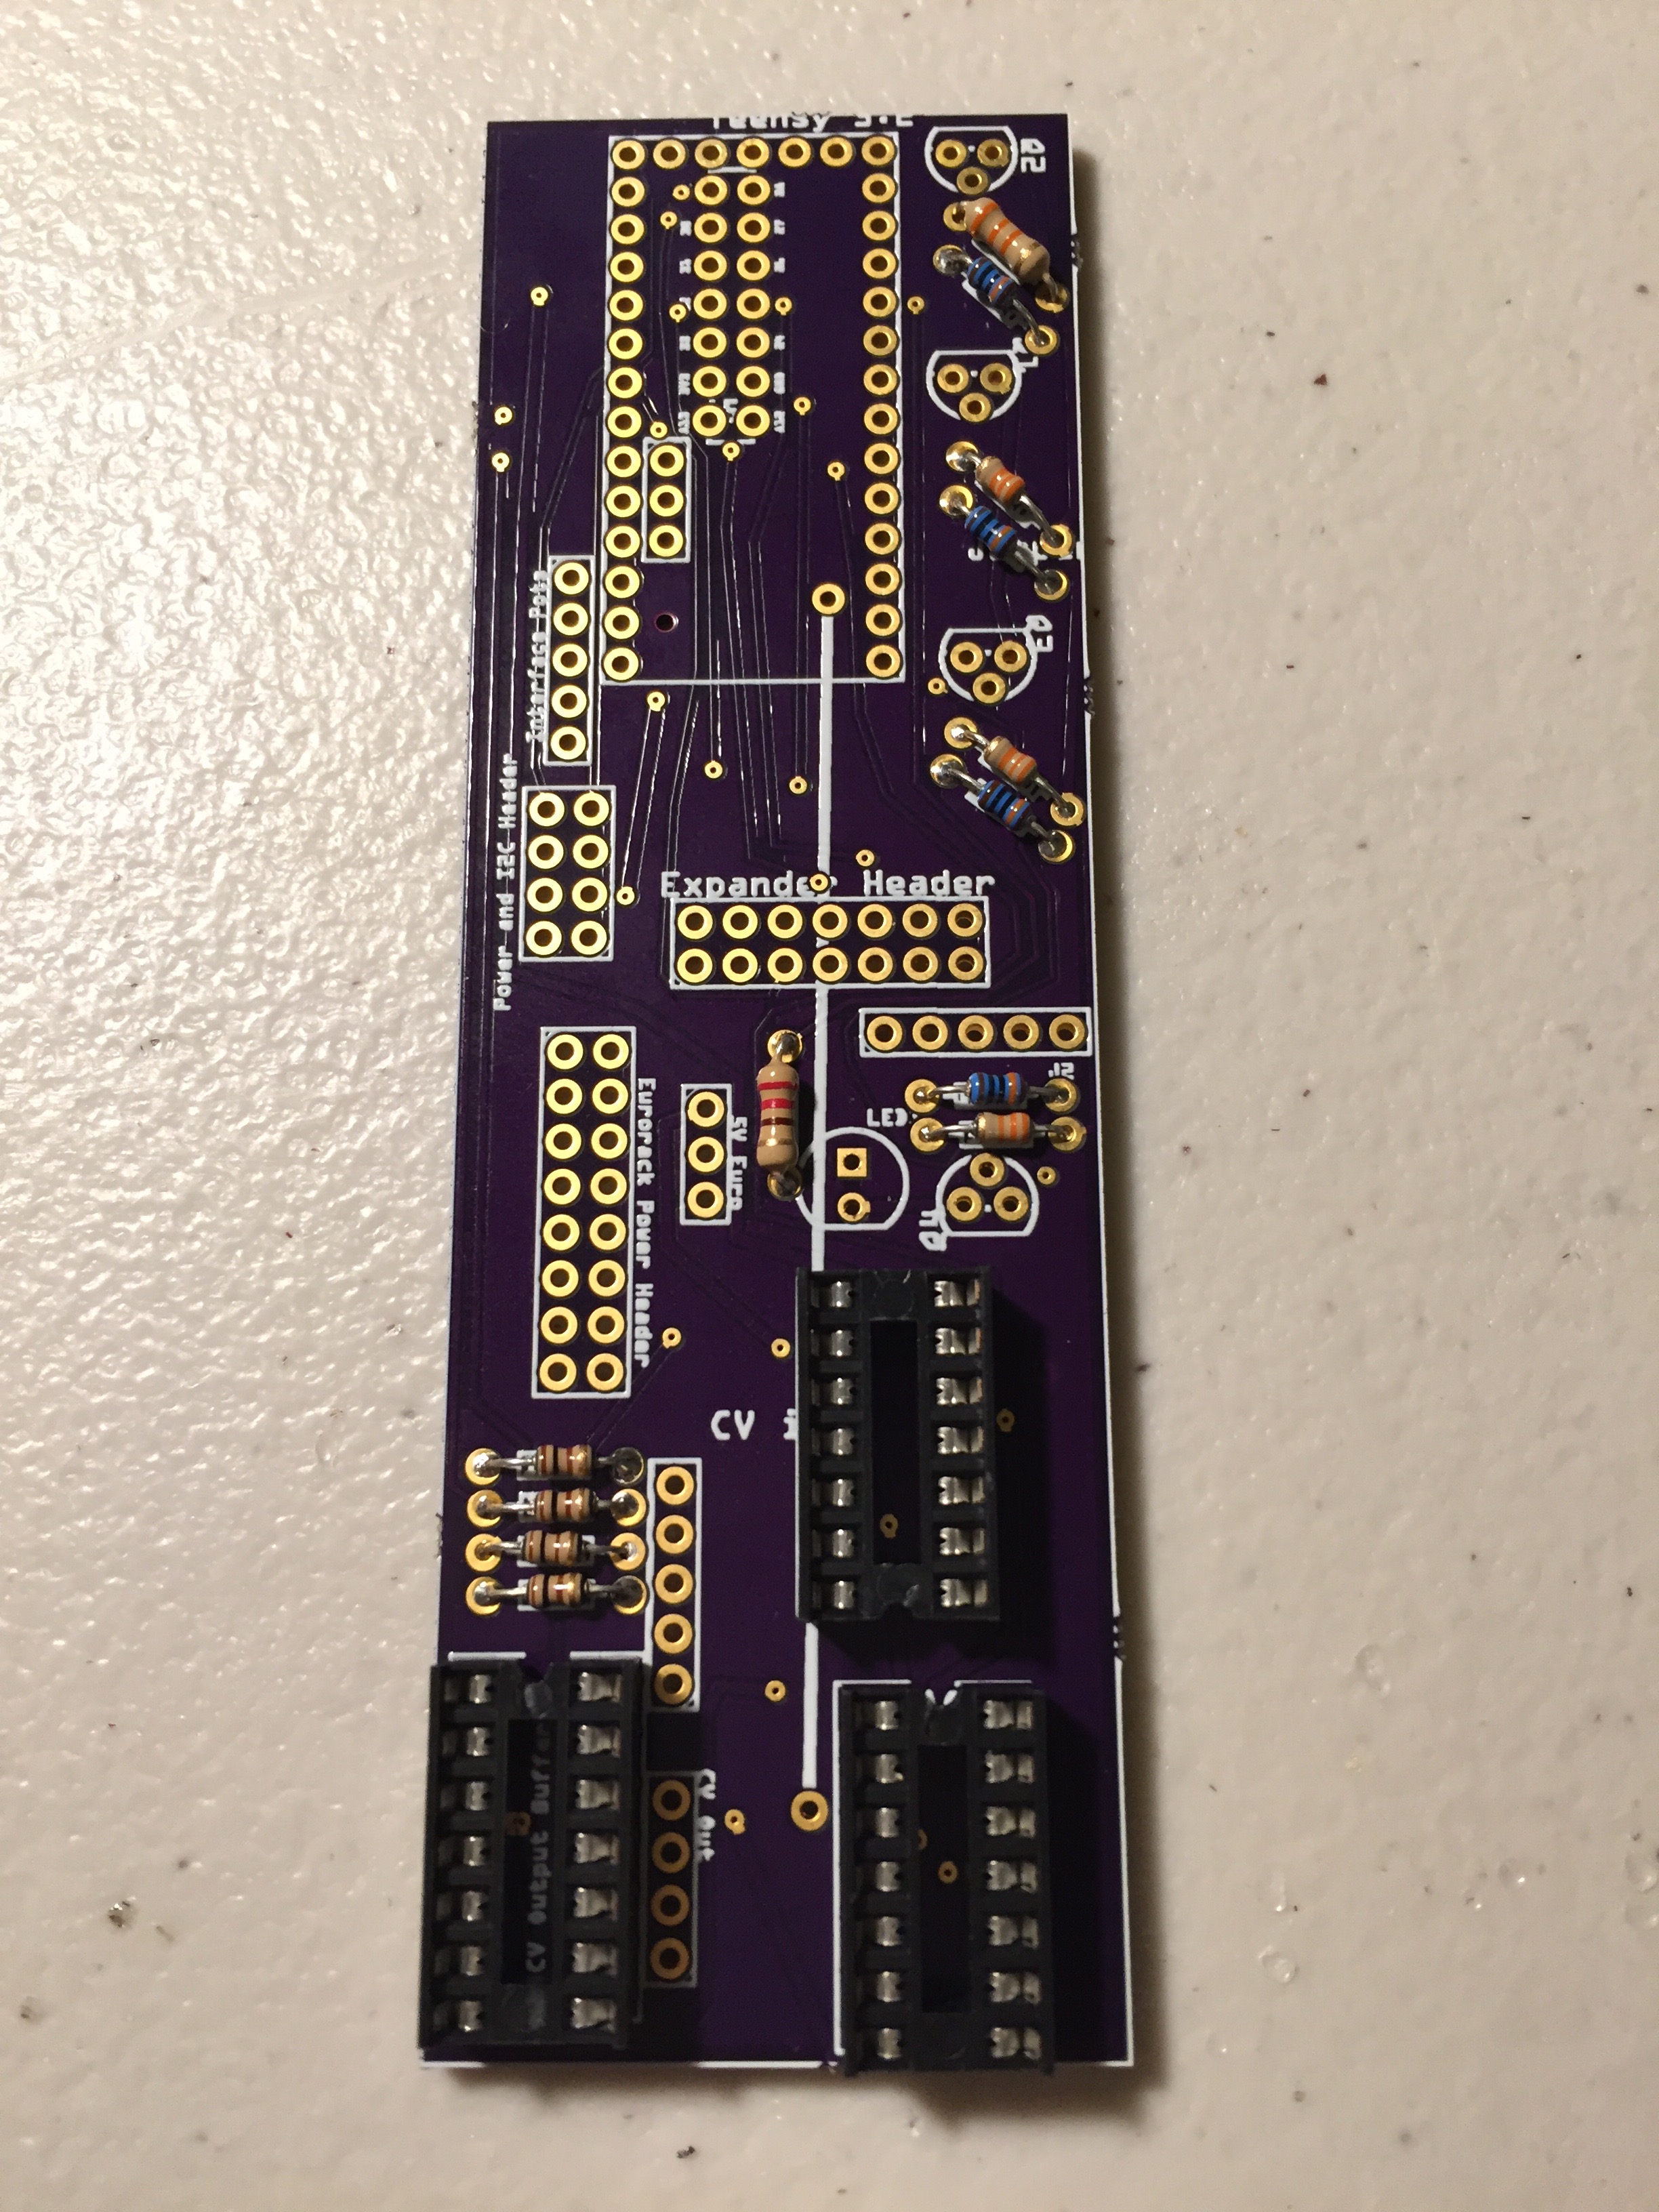 Teensy 3.2
Q2
Q3
Interface Pots
Power and I2C Header
Expander Header
Eurorack Power Header
5V Euro
LED
CV i
CV Output Buffer
CV Out